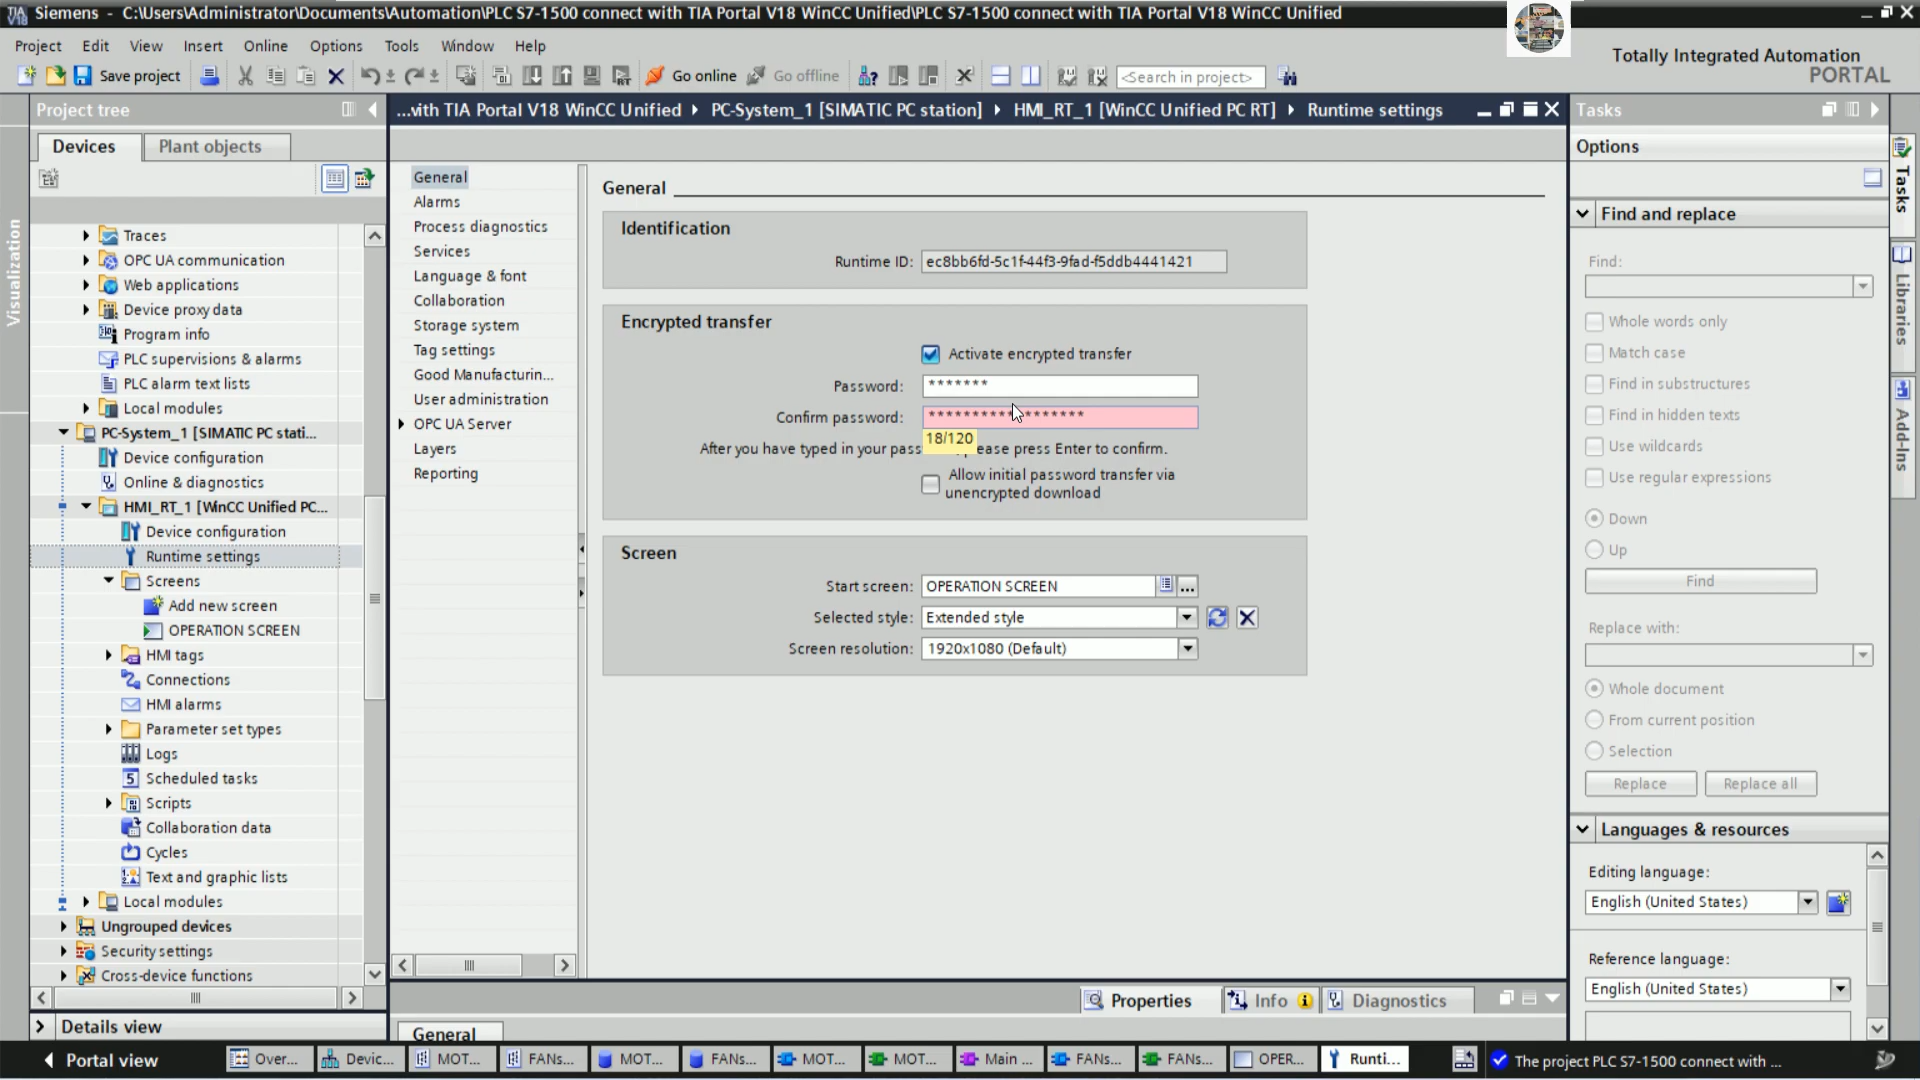 Siemens - C:\Users\Administrator\Documents\Automation\PLC S7-1500 connect with TIA Portal V18 WinCC Unified\PLC S7-1500 connect with TIA Portal V18 WinCC Unified
Project Edit View Insert Online Options Tools Window Help
Totally Integrated Automation
PORTAL
Save project
Go online
Go offline
<Search in project>
Project tree
...with TIA Portal V18 WinCC Unified
PC-System_1 [SIMATIC PC station]
HMI_RT_1 [WinCC Unified PC RT]
Runtime settings
Tasks
Devices
Plant objects
Visualization
Traces
OPC UA communication
Web applications
Device proxy data
Program info
PLC supervisions & alarms
PLC alarm text lists
Local modules
PC-System_1 [SIMATIC PC stati...
Device configuration
Online & diagnostics
HMI_RT_1 [WinCC Unified PC...
Device configuration
Runtime settings
Screens
Add new screen
OPERATION SCREEN
HMI tags
Connections
HMI alarms
Parameter set types
Logs
Scheduled tasks
Scripts
Collaboration data
Cycles
Text and graphic lists
Local modules
Ungrouped devices
Security settings
Cross-device functions
Details view
General
Alarms
Process diagnostics
Services
Language & font
Collaboration
Storage system
Tag settings
Good Manufacturin...
User administration
OPC UA Server
Layers
Reporting
General
Identification
Runtime ID: ec8bb6fd-5c1f-44f3-9fad-f5ddb4441421
Encrypted transfer
Activate encrypted transfer
Password: *******
Confirm password: ******************
18/120
After you have typed in your pass ease press Enter to confirm.
Allow initial password transfer via
unencrypted download
Screen
Start screen: OPERATION SCREEN
...
Selected style: Extended style
Screen resolution: 1920x1080 (Default)
Properties
Info
Diagnostics
General
Options
Find and replace
Find:
Whole words only
Match case
Find in substructures
Find in hidden texts
Use wildcards
Use regular expressions
Down
Up
Find
Replace with:
Whole document
From current position
Selection
Replace
Replace all
Languages & resources
Editing language:
English (United States)
Reference language:
English (United States)
Tasks
Libraries
Add-Ins
Portal view
Over...
Devic...
MOT...
FANs...
MOT...
FANs...
MOT...
MOT...
Main ...
FANs...
FANs...
OPER...
Runti...
The project PLC S7-1500 connect with ...